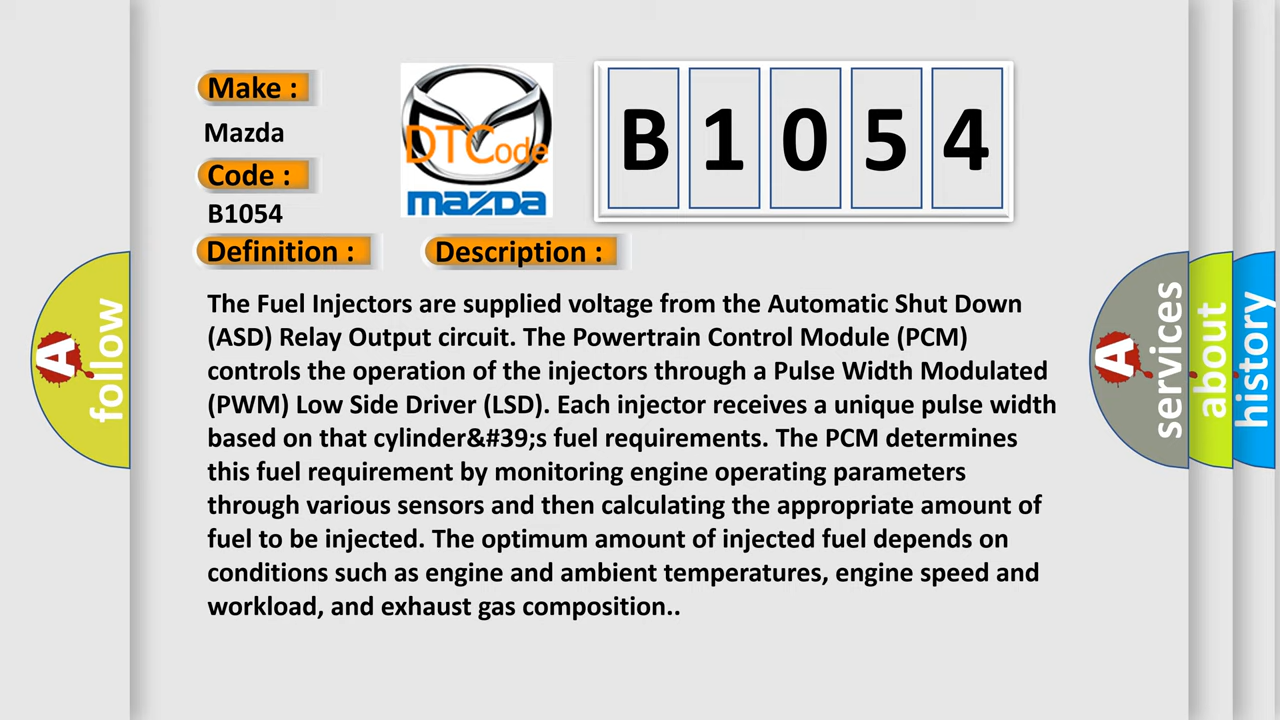 Make :
Mazda
Code :
B1054
Definition :
Description :
DTCode
mazda
B 1 0 5 4
The Fuel Injectors are supplied voltage from the Automatic Shut Down
(ASD) Relay Output circuit. The Powertrain Control Module (PCM)
controls the operation of the injectors through a Pulse Width Modulated
(PWM) Low Side Driver (LSD). Each injector receives a unique pulse width
based on that cylinder&#39;s fuel requirements. The PCM determines
this fuel requirement by monitoring engine operating parameters
through various sensors and then calculating the appropriate amount of
fuel to be injected. The optimum amount of injected fuel depends on
conditions such as engine and ambient temperatures, engine speed and
workload, and exhaust gas composition..
A
follow
A
services
about
history